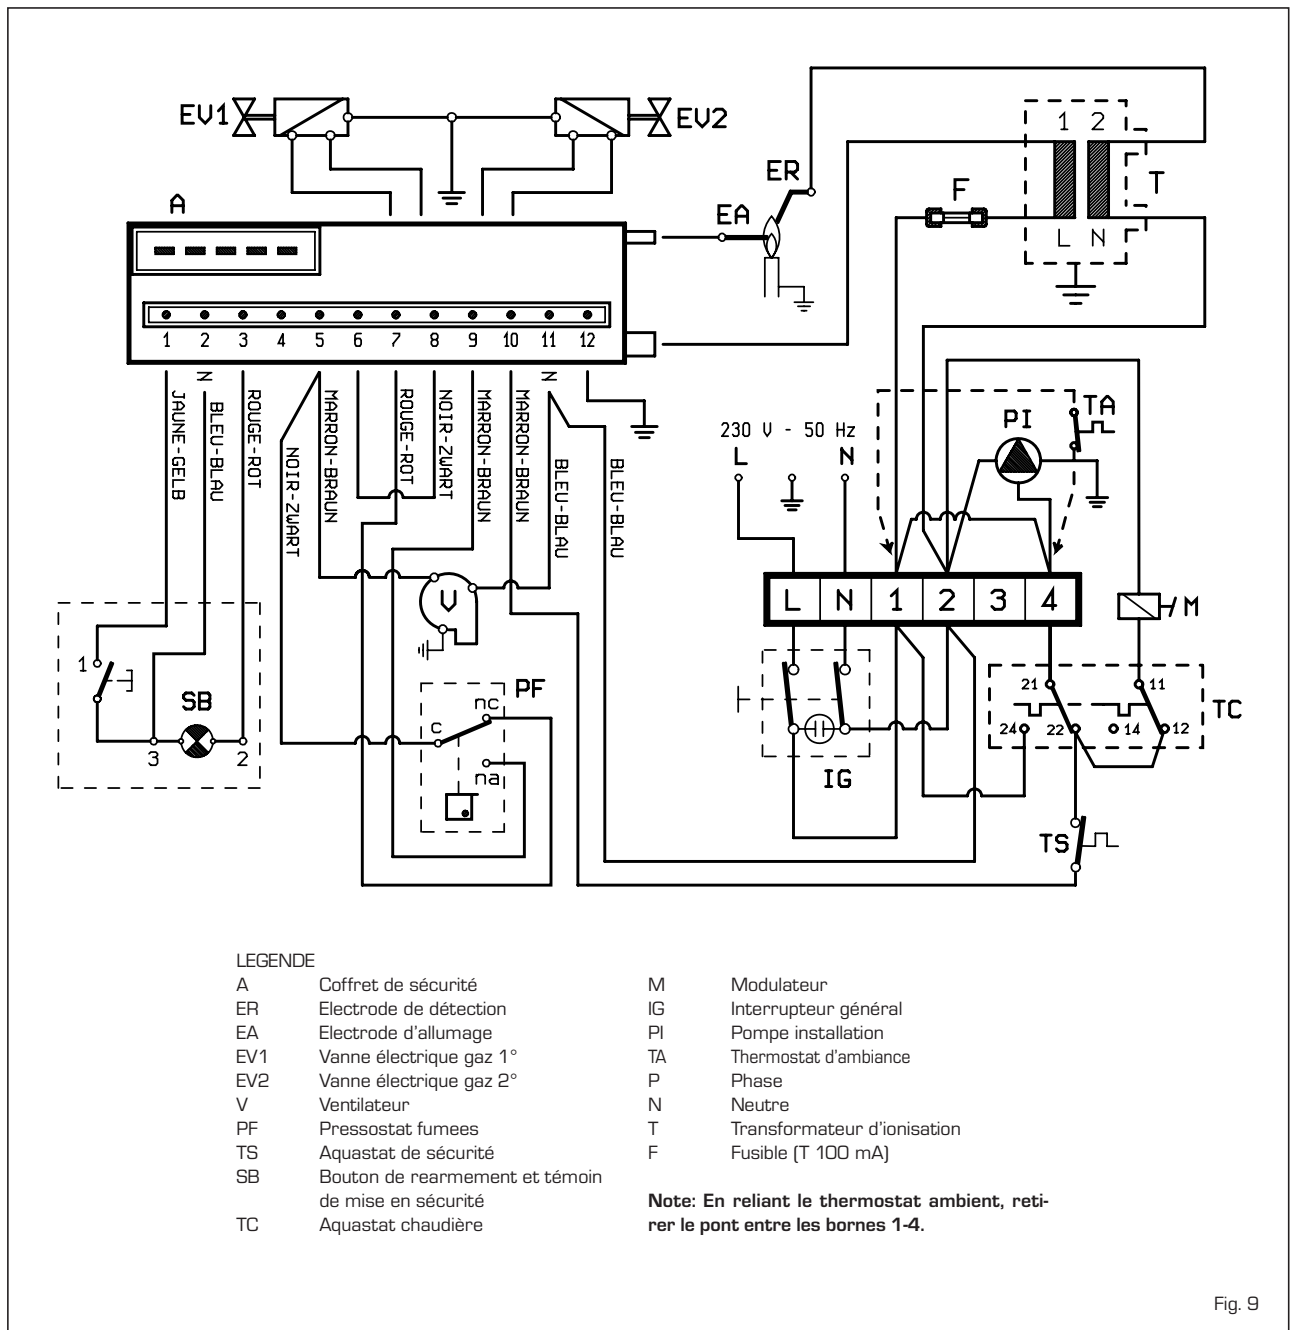 EV1
EV2
A
EA
ER
F
1 2
L N
T
1 2 3 4 5 6 7 8 9 10 11 12
N
N
JAUNE-GELB
BLEU-BLAU
ROUGE-ROT
NOIR-ZWART
MARRON-BRAUN
ROUGE-ROT
NOIR-ZWART
MARRON-BRAUN
MARRON-BRAUN
BLEU-BLAU
BLEU-BLAU
230 V - 50 Hz
L N
PI
TA
L N 1 2 3 4
M
V
1
SB
3 2
PF
nc
c
na
IG
21 11
24 22 14 12
TC
TS
LEGENDE
A Coffret de sécurité
ER Electrode de détection
EA Electrode d'allumage
EV1 Vanne électrique gaz 1°
EV2 Vanne électrique gaz 2°
V Ventilateur
PF Pressostat fumees
TS Aquastat de sécurité
SB Bouton de rearmement et témoin
de mise en sécurité
TC Aquastat chaudière
M Modulateur
IG Interrupteur général
PI Pompe installation
TA Thermostat d'ambiance
P Phase
N Neutre
T Transformateur d'ionisation
F Fusible (T 100 mA)
Note: En reliant le thermostat ambient, reti-
rer le pont entre les bornes 1-4.
Fig. 9